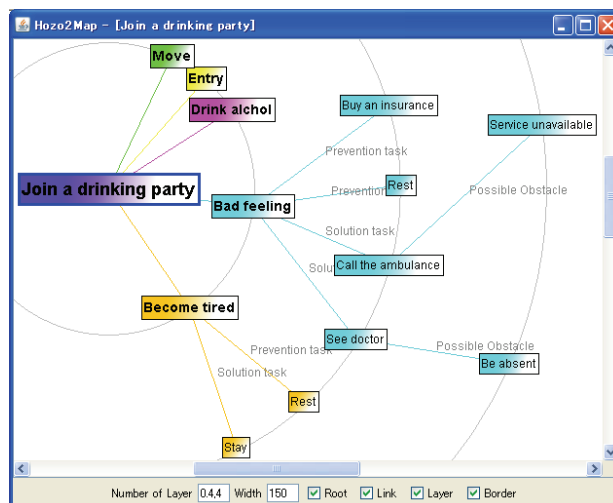 Hozo2Map - [Join a drinking party]
Move
Entry
Drink alchol
Buy an insurance
Service unavailable
Prevention task
Join a drinking party
Bad feeling
Rest
Possible Obstacle
Solution task
Call the ambulance
Become tired
See doctor
Possible Obstacle
Prevention task
Be absent
Solution task
Rest
Stay
Number of Layer 0.4,4 Width 150 Root Link Layer Border